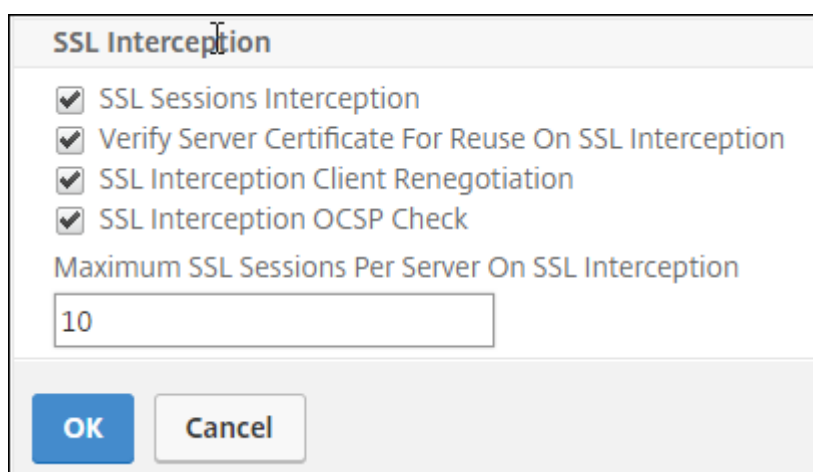 SSL Interception
SSL Sessions Interception
Verify Server Certificate For Reuse On SSL Interception
SSL Interception Client Renegotiation
SSL Interception OCSP Check
Maximum SSL Sessions Per Server On SSL Interception
10
OK Cancel